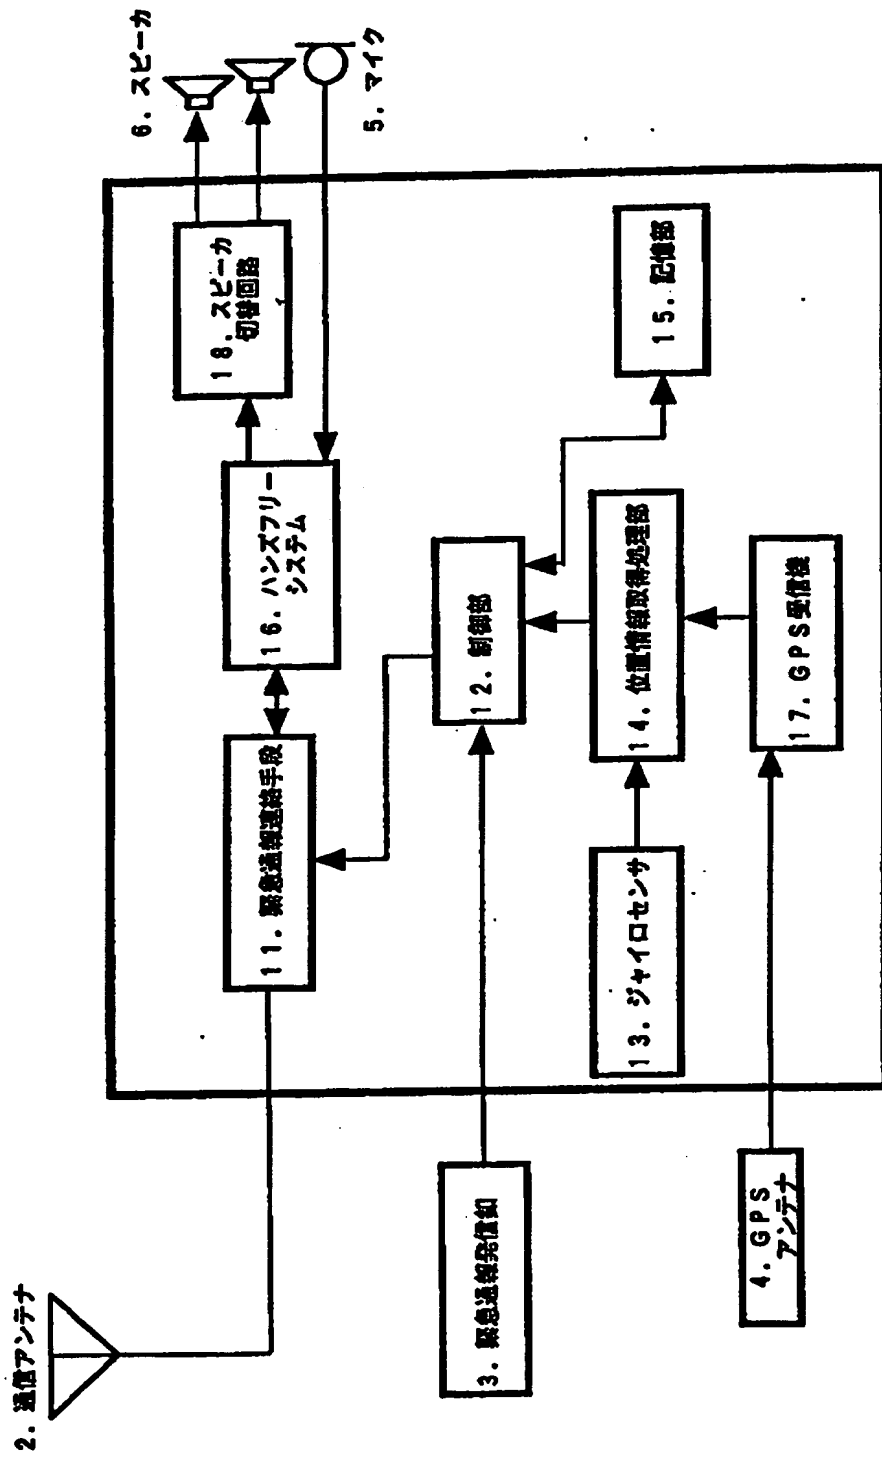 2. 通信アンテナ
3. 緊急通報発信釦
4. GPS
アンテナ
11. 緊急通報連絡手段
16. ハンズフリー
システム
18. スピーカ
切替回路
6. スピーカ
5. マイク
12. 制御部
15. 記憶部
13. ジャイロセンサ
14. 位置情報取得処理部
17. GPS受信機